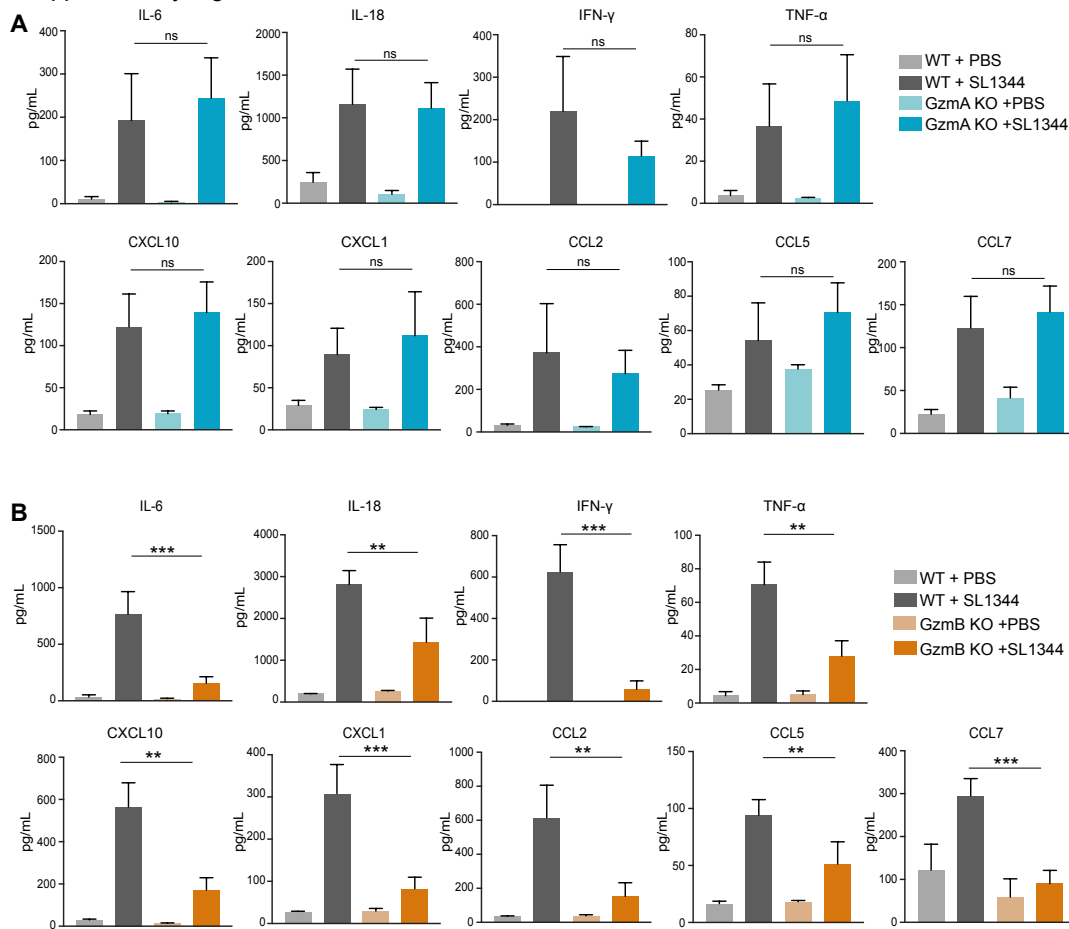 A
IL-6
IL-18
IFN-γ
TNF-α
ns
ns
ns
ns
pg/mL
400
300
200
100
0
pg/mL
2000
1500
1000
500
0
pg/mL
400
300
200
100
0
pg/mL
80
60
40
20
0
WT + PBS
WT + SL1344
GzmA KO +PBS
GzmA KO +SL1344
CXCL10
CXCL1
CCL2
CCL5
CCL7
ns
ns
ns
ns
ns
pg/mL
200
150
100
50
0
pg/mL
200
150
100
50
0
pg/mL
800
600
400
200
0
pg/mL
100
80
60
40
20
0
pg/mL
200
150
100
50
0
B
IL-6
IL-18
IFN-γ
TNF-α
***
**
***
**
pg/mL
1500
1000
500
0
pg/mL
4000
3000
2000
1000
0
pg/mL
800
600
400
200
0
pg/mL
100
80
60
40
20
0
WT + PBS
WT + SL1344
GzmB KO +PBS
GzmB KO +SL1344
CXCL10
CXCL1
CCL2
CCL5
CCL7
**
***
**
**
***
pg/mL
800
600
400
200
0
pg/mL
400
300
200
100
0
pg/mL
1000
800
600
400
200
0
pg/mL
150
100
50
0
pg/mL
400
300
200
100
0